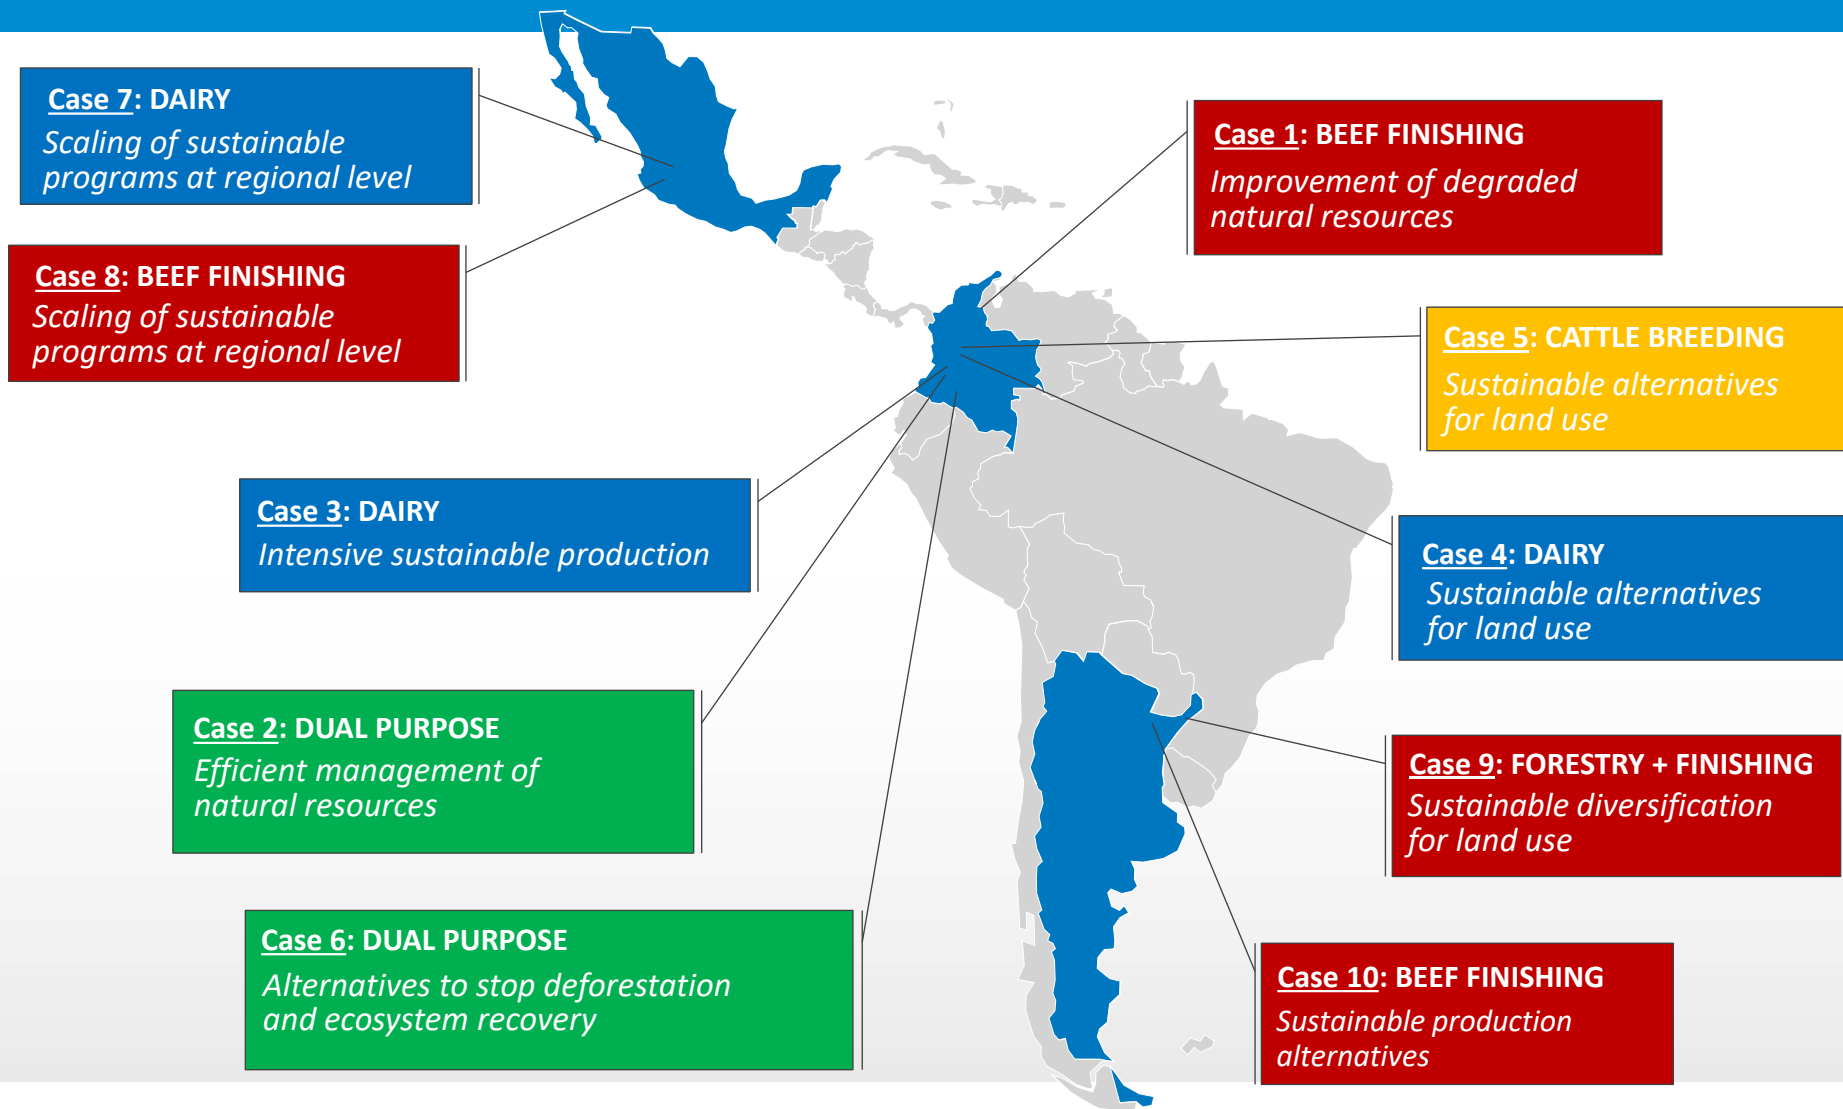 Case 7: DAIRY
Scaling of sustainable
programs at regional level
Case 8: BEEF FINISHING
Scaling of sustainable
programs at regional level
Case 1: BEEF FINISHING
Improvement of degraded
natural resources
Case 5: CATTLE BREEDING
Sustainable alternatives
for land use
Case 3: DAIRY
Intensive sustainable production
Case 4: DAIRY
Sustainable alternatives
for land use
Case 2: DUAL PURPOSE
Efficient management of
natural resources
Case 9: FORESTRY + FINISHING
Sustainable diversification
for land use
Case 6: DUAL PURPOSE
Alternatives to stop deforestation
and ecosystem recovery
Case 10: BEEF FINISHING
Sustainable production
alternatives